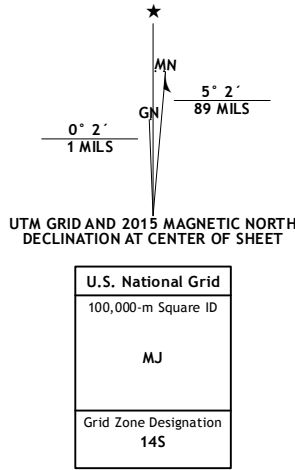 ★
MN
GN
5° 2´
89 MILS
0° 2´
1 MILS
UTM GRID AND 2015 MAGNETIC NORTH
DECLINATION AT CENTER OF SHEET
U.S. National Grid
100,000-m Square ID
MJ
Grid Zone Designation
14S